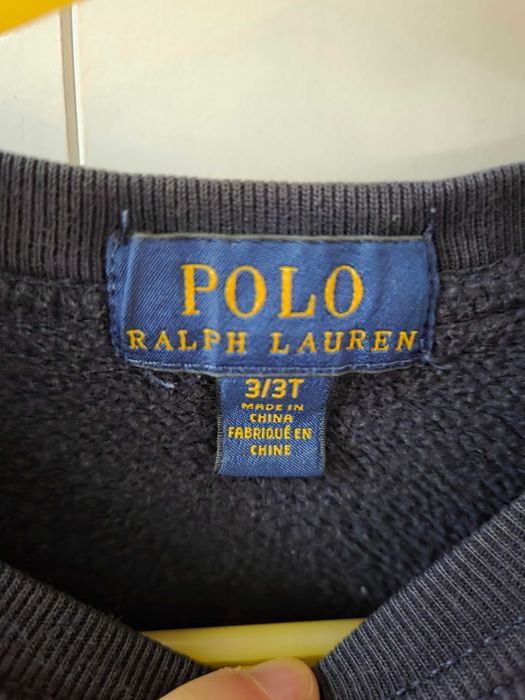 POLO
RALPH LAUREN
3/3T
MADE IN
CHINA
FABRIQUÉ EN
CHINE